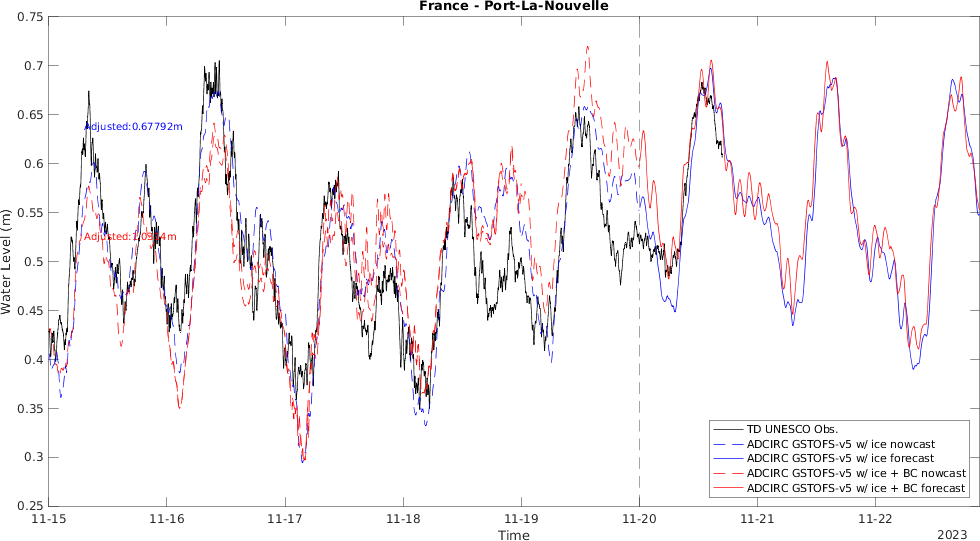 France - Port-La-Nouvelle
0.75
0.7
0.65
0.6
0.55
0.5
0.45
0.4
0.35
0.3
0.25
Water Level (m)
Adjusted:0.67792m
11-15
11-16
11-17
11-18
11-19
11-20
11-21
11-22
Time
2023
TD UNESCO Obs.
ADCIRC GSTOFS-v5 w/ ice nowcast
ADCIRC GSTOFS-v5 w/ ice forecast
ADCIRC GSTOFS-v5 w/ ice + BC nowcast
ADCIRC GSTOFS-v5 w/ ice + BC forecast